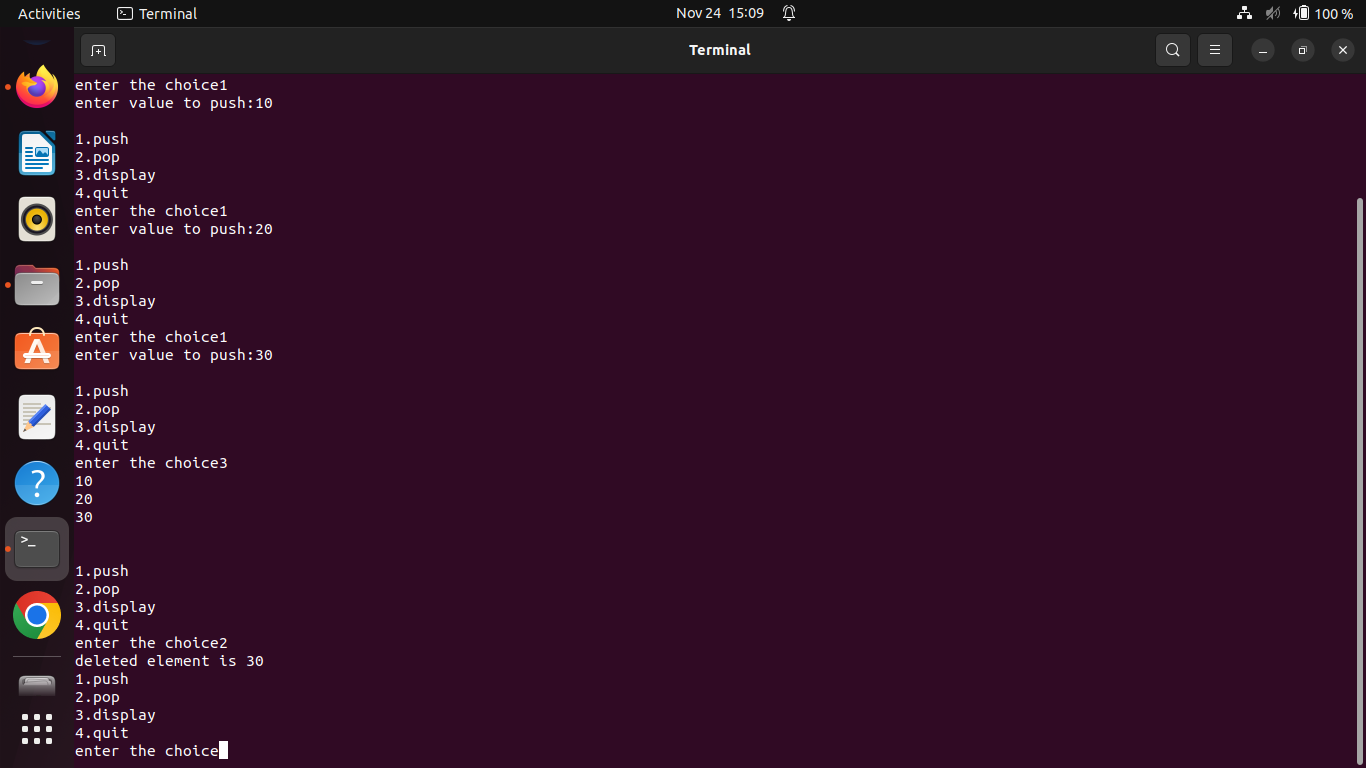 Activities
Terminal
Nov 24 15:09
100 %
Terminal
enter the choice1
enter value to push:10
1.push
2.pop
3.display
4.quit
enter the choice1
enter value to push:20
1.push
2.pop
3.display
4.quit
enter the choice1
enter value to push:30
1.push
2.pop
3.display
4.quit
enter the choice3
10
20
30
1.push
2.pop
3.display
4.quit
enter the choice2
deleted element is 30
1.push
2.pop
3.display
4.quit
enter the choice